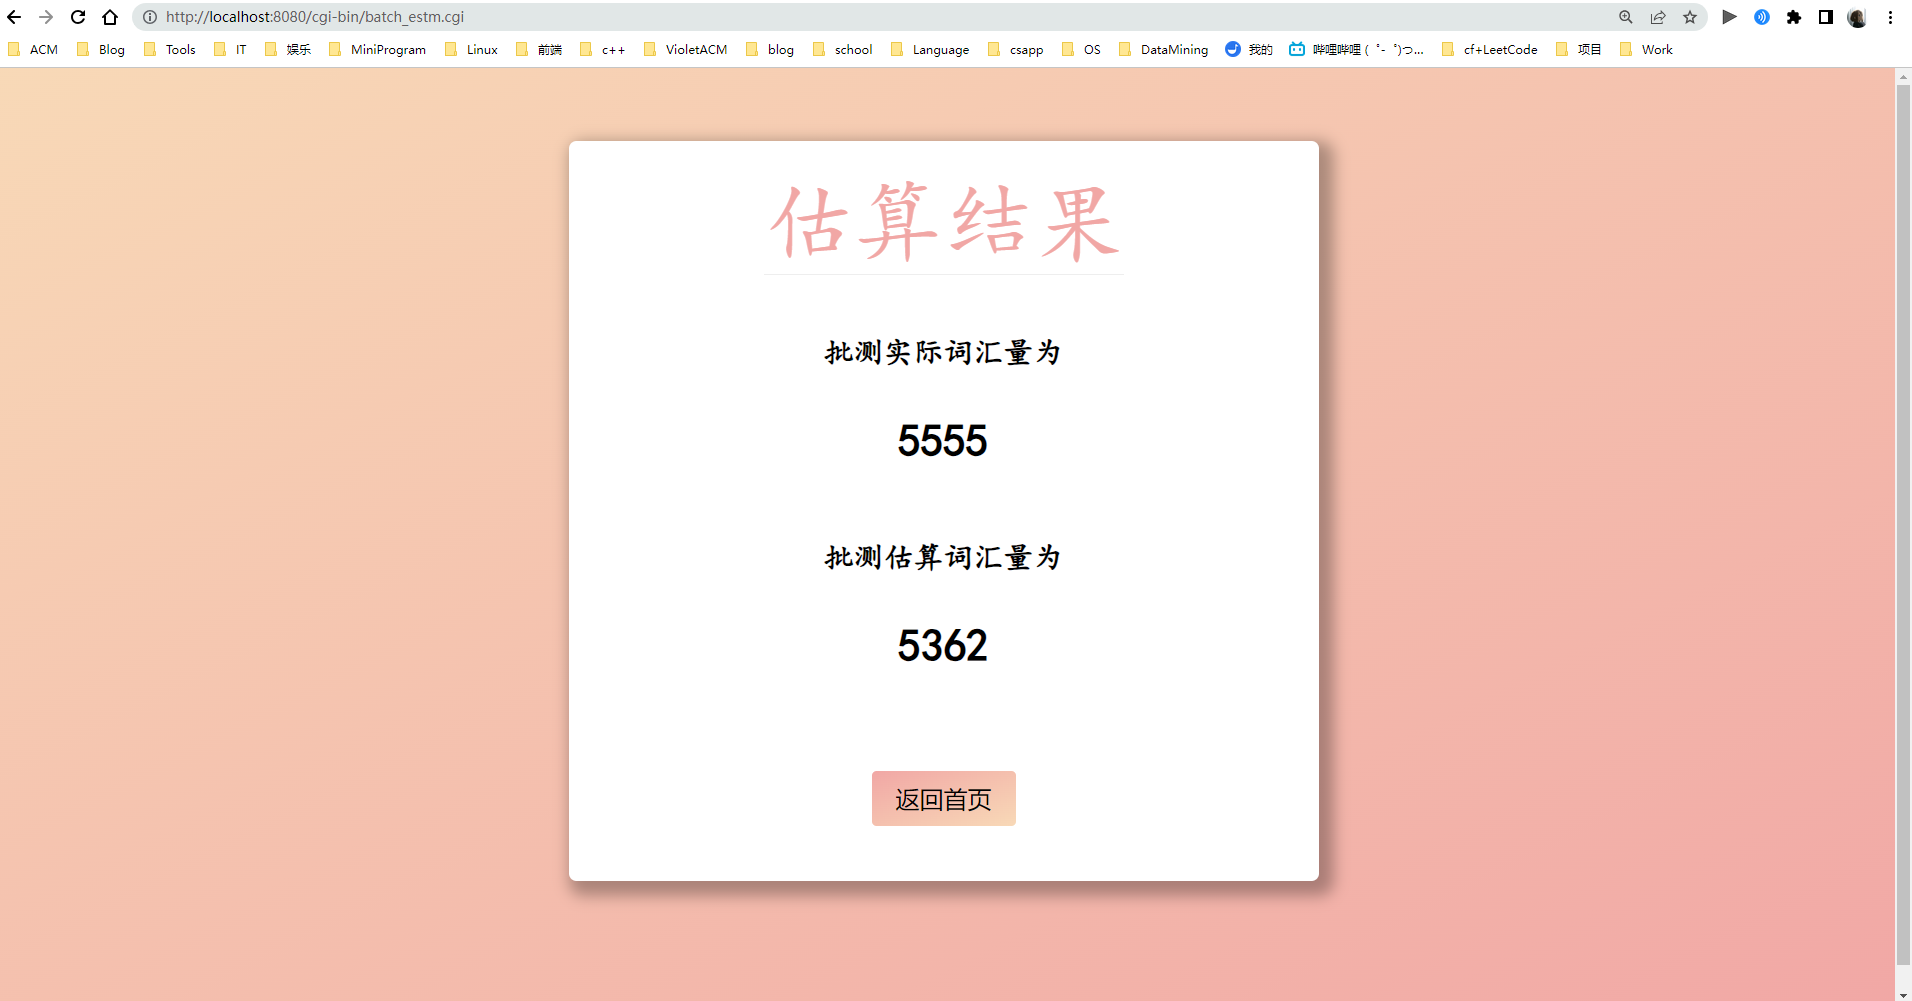 http://localhost:8080/cgi-bin/batch_estm.cgi
ACM Blog Tools IT 娱乐 MiniProgram Linux 前端 c++ VioletACM blog school Language csapp OS DataMining 我的 哔哩哔哩 ( ゜- ゜)つ... cf+LeetCode 项目 Work
估算结果
批测实际词汇量为
5555
批测估算词汇量为
5362
返回首页